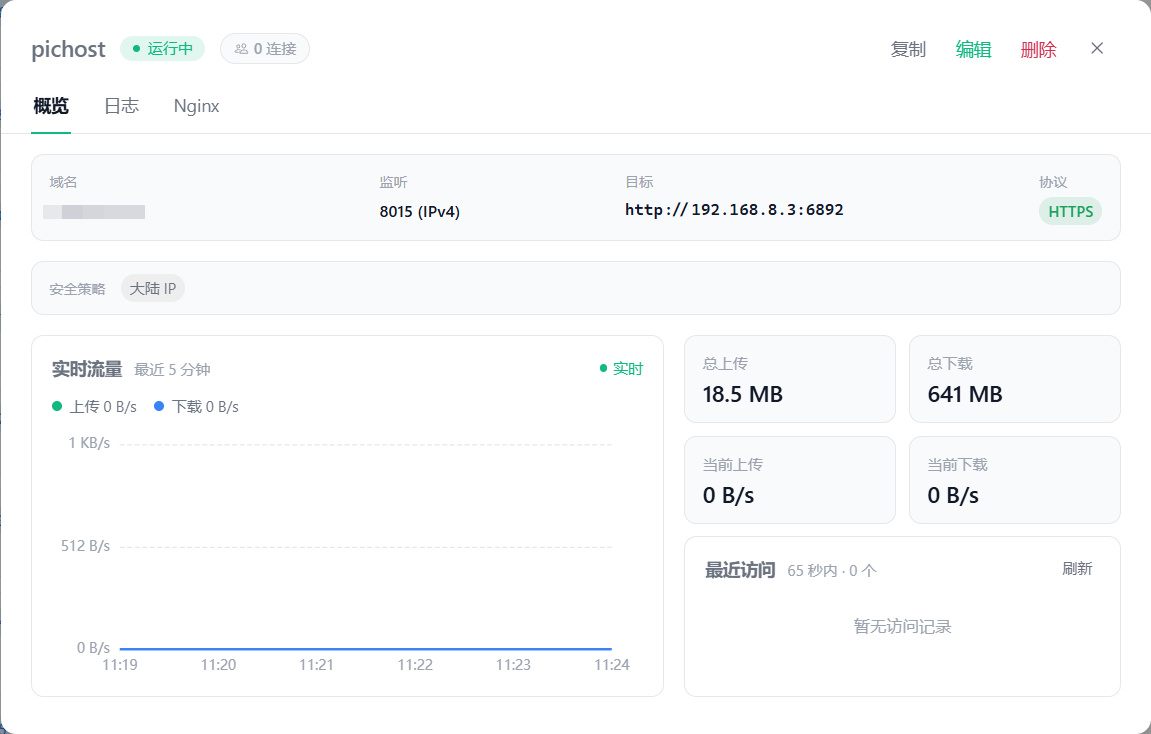 pichost 运行中 0 连接 复制 编辑 删除
概览 日志 Nginx
域名 监听 目标 协议
8015 (IPv4) http://192.168.8.3:6892 HTTPS
安全策略 大陆 IP
实时流量 最近 5 分钟 实时
上传 0 B/s 下载 0 B/s
1 KB/s
512 B/s
0 B/s
11:19 11:20 11:21 11:22 11:23 11:24
总上传 总下载
18.5 MB 641 MB
当前上传 当前下载
0 B/s 0 B/s
最近访问 65 秒内 · 0 个 刷新
暂无访问记录